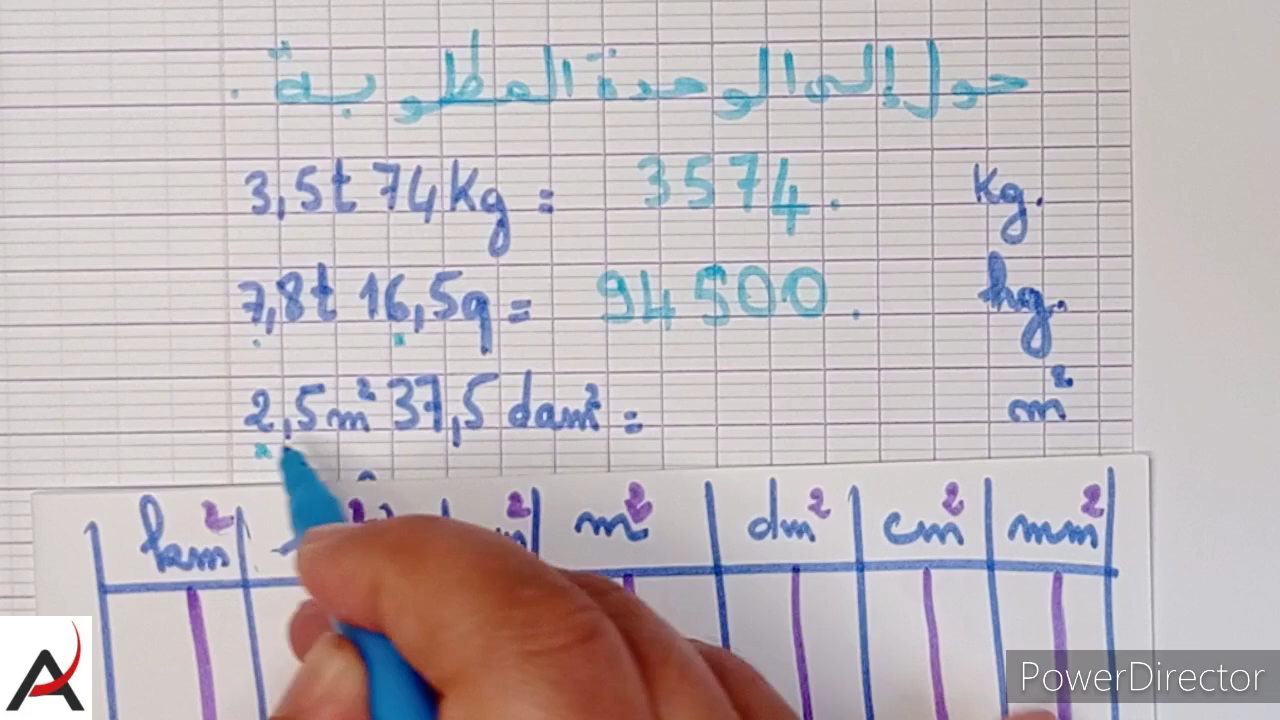 حول إلى الوحدة المطلوبة.
3,5t 74kg = 3574. kg.
7,8t 16,5q = 94500. hg.
2,5m² 37,5 dam² = m²
km² m² dm² cm² mm²
PowerDirector